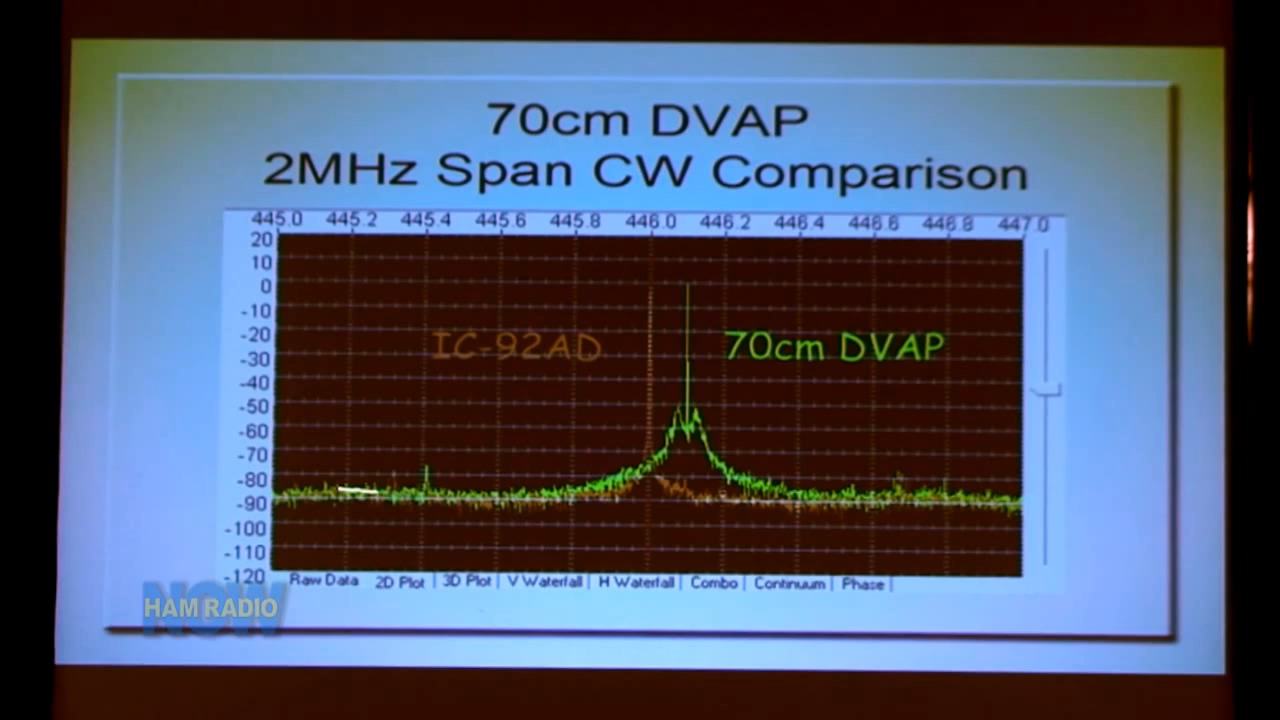 70cm DVAP
2MHz Span CW Comparison
445.0 445.2 445.4 445.6 445.8 446.0 446.2 446.4 446.6 446.8 447.0
20
10
0
-10
-20
-30
-40
-50
-60
-70
-80
-90
-100
-110
-120
IC-92AD
70cm DVAP
Raw Data 2D Plot 3D Plot V Waterfall H Waterfall Combo Continuum Phase
NOW
HAM RADIO